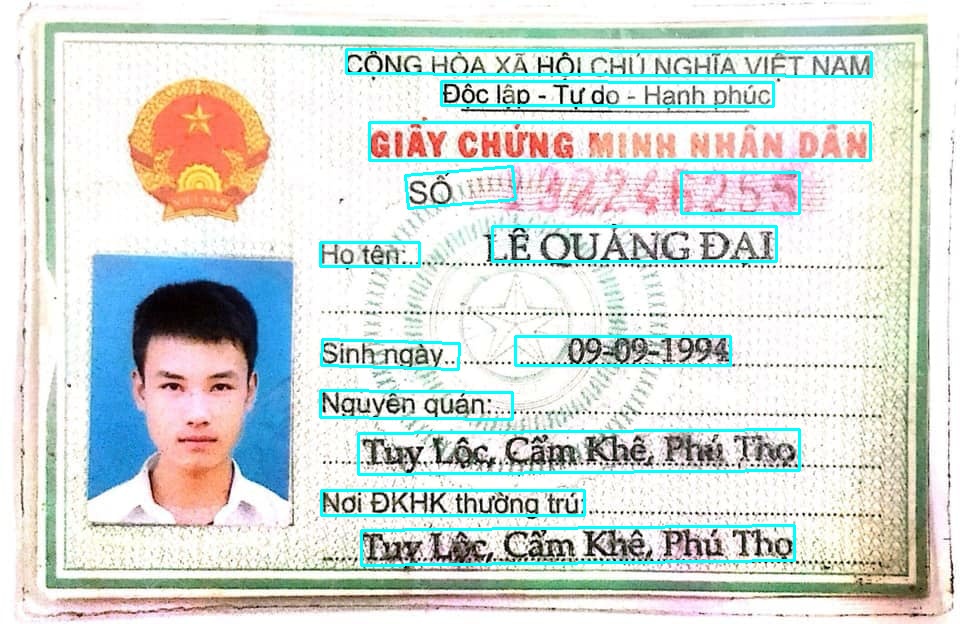 CỘNG HÒA XÃ HỘI CHỦ NGHĨA VIỆT NAM
Độc lập - Tự do - Hạnh phúc
GIẤY CHỨNG MINH NHÂN DÂN
SỐ
Họ tên: LÊ QUẢNG ĐẠI
Sinh ngày 09-09-1994
Nguyên quán:
Tuy Lộc, Cẩm Khê, Phú Thọ
Nơi ĐKHK thường trú
Tuy Lộc, Cẩm Khê, Phú Thọ